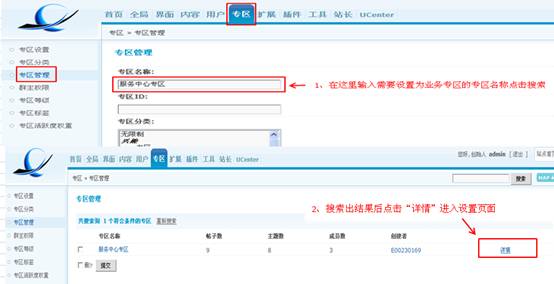 首页 全局 界面 内容 用户 专区 扩展 插件 工具 站长 UCenter
专区 » 专区管理
专区设置
专区分类
专区管理
群主权限
专区等级
专区标签
专区活跃度权重
专区管理
专区名称:
服务中心专区
1、在这里输入需要设置为业务专区的专区名称点击搜索
专区ID:
专区分类:
无限制
首页 全局 界面 内容 用户 专区 扩展 插件 工具 站长 UCenter
您好, 创始人 admin [退出]
站点首
专区 » 专区管理
搜索
MAP
专区设置
专区分类
专区管理
群主权限
专区等级
专区标签
专区活跃度权重
专区管理
2、搜索出结果后点击“详情”进入设置页面
共搜索到 1 个符合条件的专区 重新搜索
专区名称 帖子数 主题数 成员数 创建者
服务中心专区 9 8 3 E00230169
提交